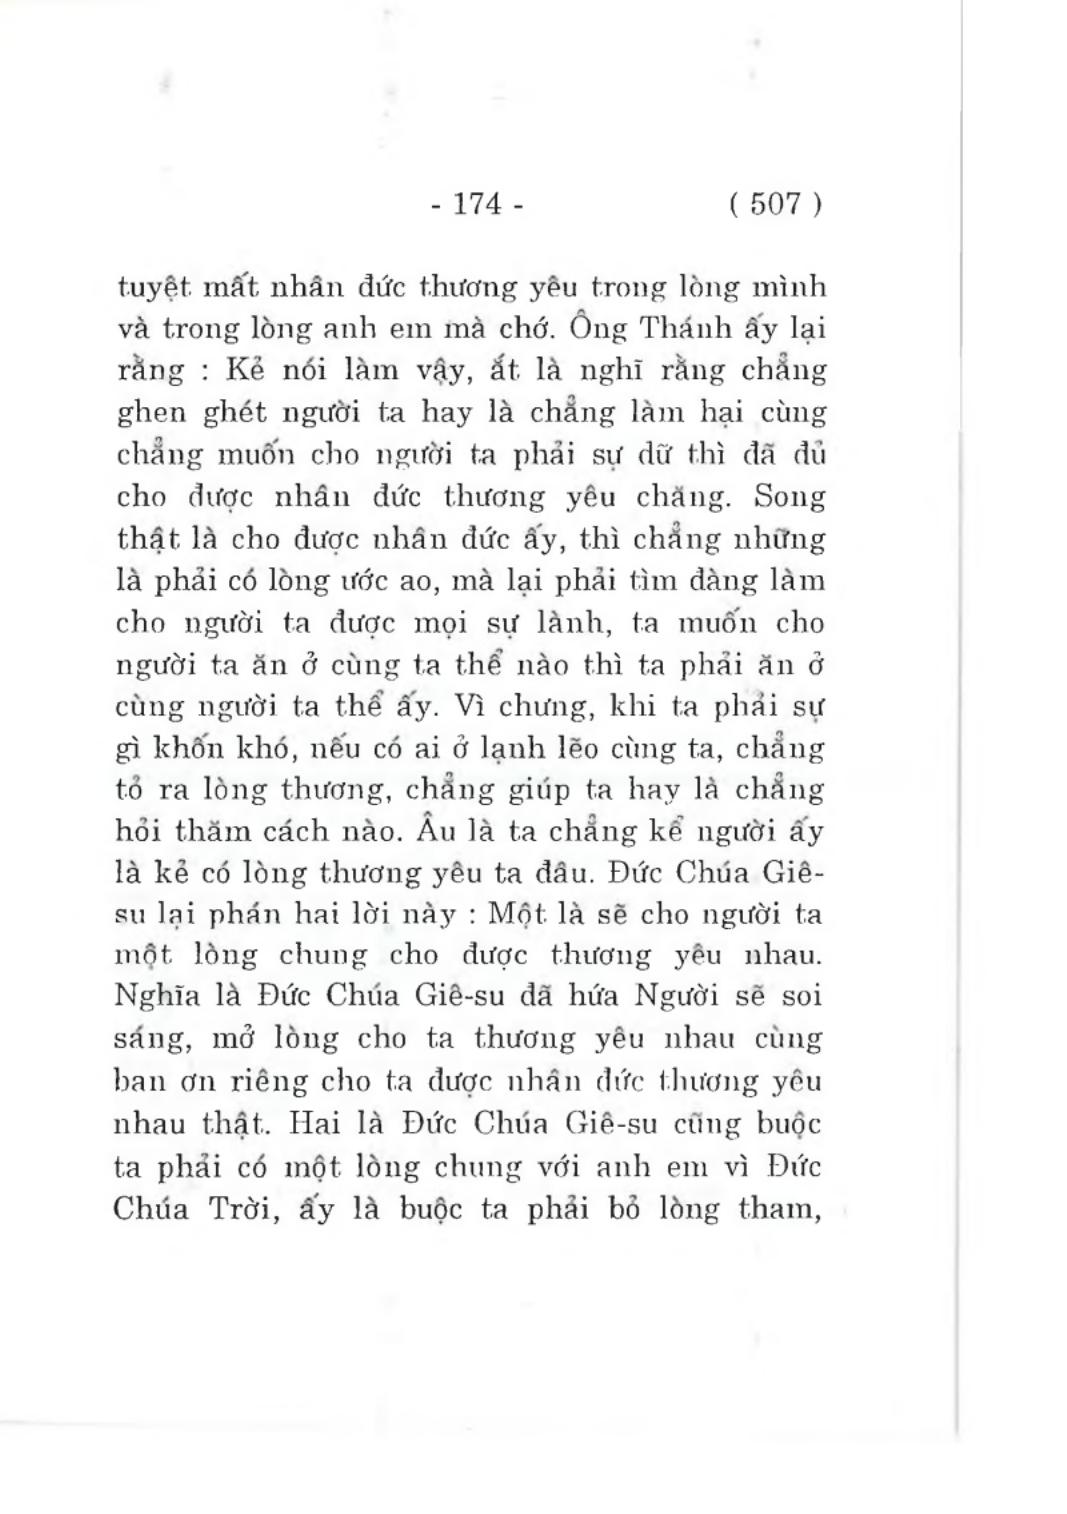 - 174 - ( 507 )
tuyệt mất nhân đức thương yêu trong lòng mình
và trong lòng anh em mà chớ. Ông Thánh ấy lại
rằng : Kẻ nói làm vậy, ắt là nghĩ rằng chẳng
ghen ghét người ta hay là chẳng làm hại cùng
chẳng muốn cho người ta phải sự dữ thì đã đủ
cho được nhân đức thương yêu chăng. Song
thật là cho được nhân đức ấy, thì chẳng những
là phải có lòng ước ao, mà lại phải tìm đàng làm
cho người ta được mọi sự lành, ta muốn cho
người ta ăn ở cùng ta thể nào thì ta phải ăn ở
cùng người ta thể ấy. Vì chưng, khi ta phải sự
gì khốn khó, nếu có ai ở lạnh lẽo cùng ta, chẳng
tỏ ra lòng thương, chẳng giúp ta hay là chẳng
hỏi thăm cách nào. Âu là ta chẳng kể người ấy
là kẻ có lòng thương yêu ta đâu. Đức Chúa Giê-
su lại phán hai lời này : Một là sẽ cho người ta
một lòng chung cho được thương yêu nhau.
Nghĩa là Đức Chúa Giê-su đã hứa Người sẽ soi
sáng, mở lòng cho ta thương yêu nhau cùng
ban ơn riêng cho ta được nhân đức thương yêu
nhau thật. Hai là Đức Chúa Giê-su cũng buộc
ta phải có một lòng chung với anh em vì Đức
Chúa Trời, ấy là buộc ta phải bỏ lòng tham,